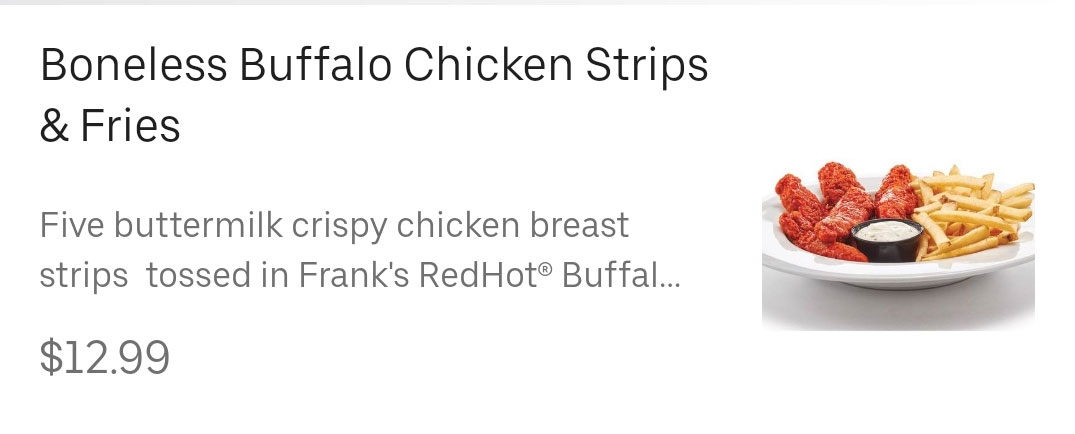 Boneless Buffalo Chicken Strips
& Fries
Five buttermilk crispy chicken breast
strips  tossed in Frank's RedHot® Buffal...
$12.99